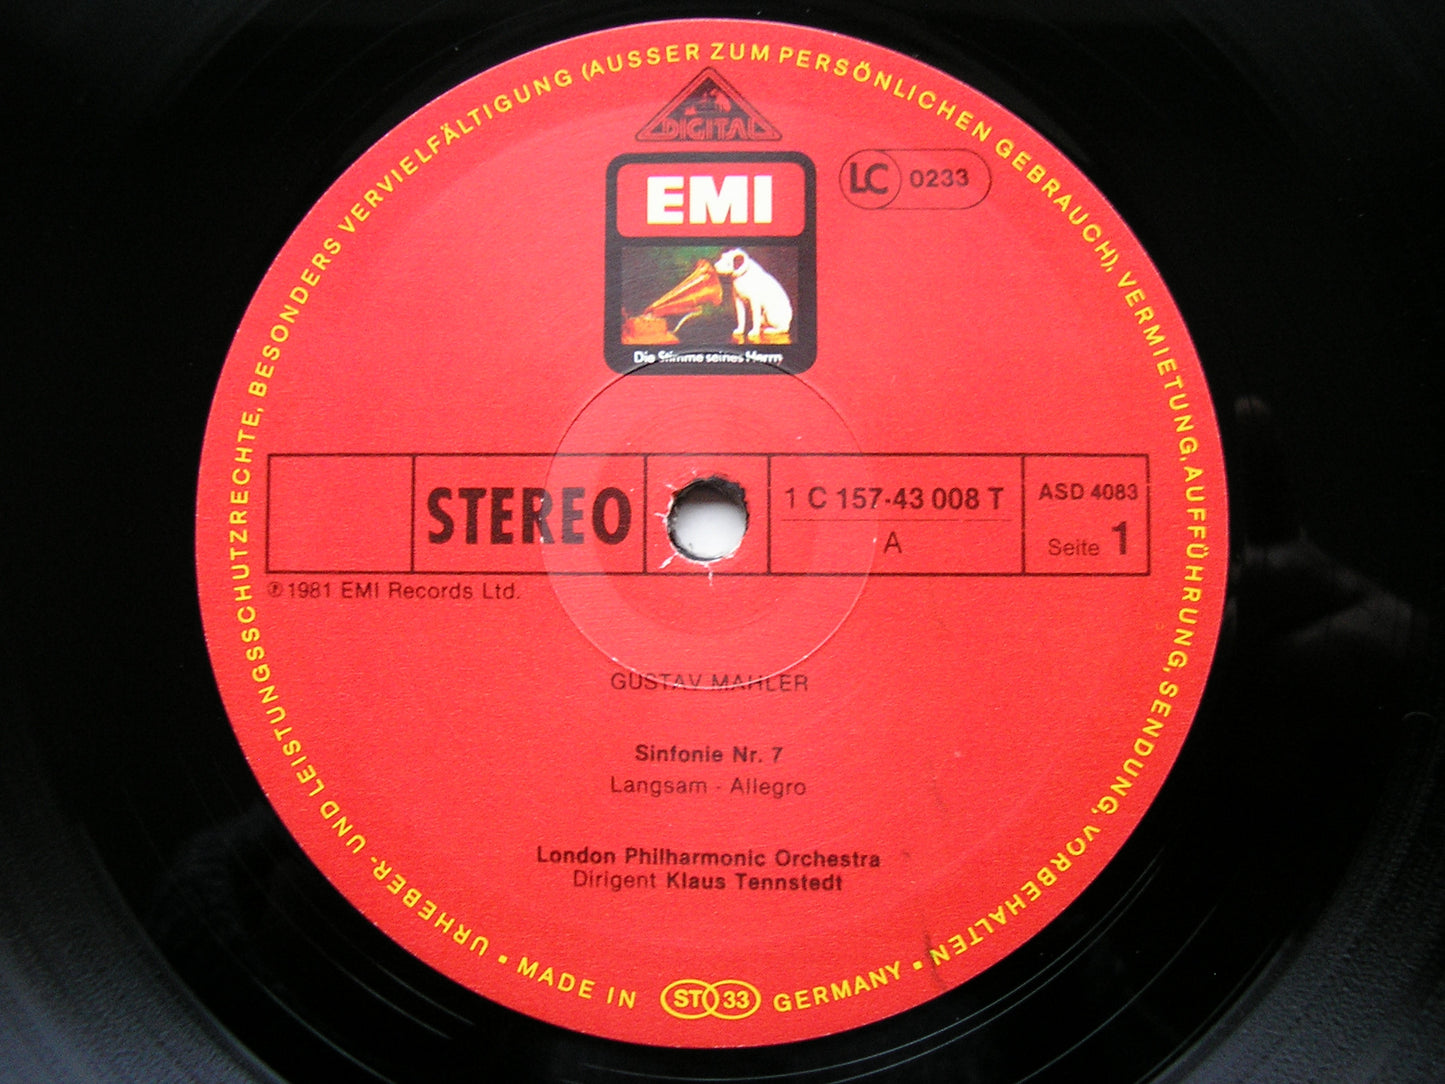 URHEBER- UND LEISTUNGSSCHUTZRECHTE, BESONDERS VERVIELFÄLTIGUNG (AUSSER ZUM PERSÖNLICHEN GEBRAUCH), VERMIETUNG, AUFFÜHRUNG, SENDUNG, VORBEHALTEN
DIGITAL
EMI
LC 0233
Die Stimme seines Herrn
STEREO
1 C 157-43 008 T
A
ASD 4083
Seite 1
℗ 1981 EMI Records Ltd.
GUSTAV MAHLER
Sinfonie Nr. 7
Langsam - Allegro
London Philharmonic Orchestra
Dirigent Klaus Tennstedt
▪ MADE IN ST 33 GERMANY ▪